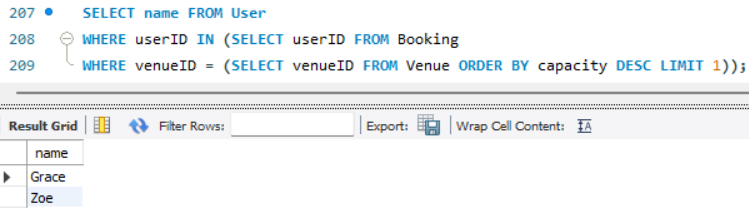 207 SELECT name FROM User
208 WHERE userID IN (SELECT userID FROM Booking
209 WHERE venueID = (SELECT venueID FROM Venue ORDER BY capacity DESC LIMIT 1));
Result Grid Filter Rows: Export: Wrap Cell Content: IA
name
Grace
Zoe